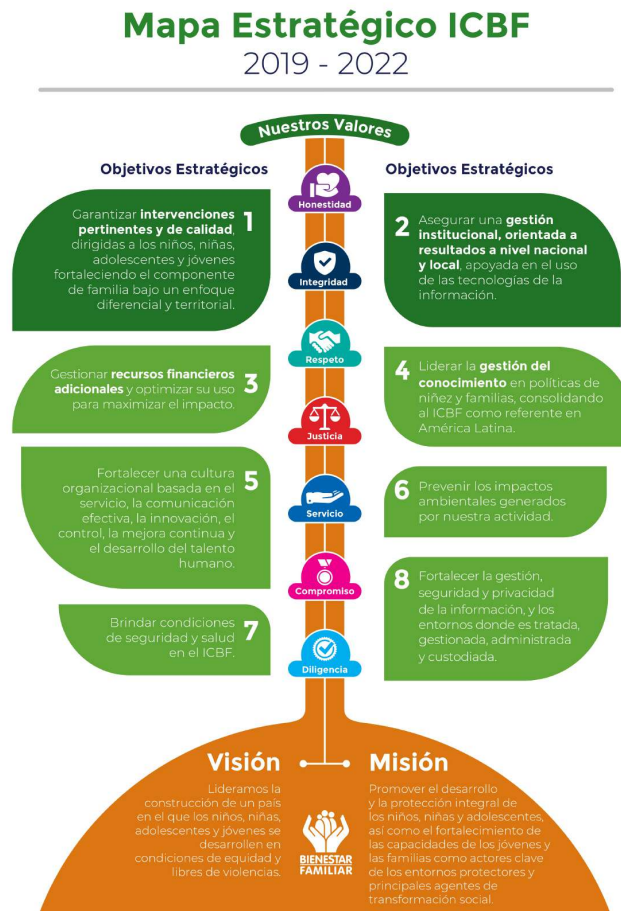 Mapa Estratégico ICBF
2019 - 2022
Nuestros Valores
Objetivos Estratégicos
Objetivos Estratégicos
Honestidad
Integridad
Respeto
Justicia
Servicio
Compromiso
Diligencia
1
Garantizar intervenciones
pertinentes y de calidad,
dirigidas a los niños, niñas,
adolescentes y jóvenes
fortaleciendo el componente
de familia bajo un enfoque
diferencial y territorial.
2
Asegurar una gestión
institucional, orientada a
resultados a nivel nacional
y local, apoyada en el uso
de las tecnologías de la
información.
3
Gestionar recursos financieros
adicionales y optimizar su uso
para maximizar el impacto.
4
Liderar la gestión del
conocimiento en políticas de
niñez y familias, consolidando
al ICBF como referente en
América Latina.
5
Fortalecer una cultura
organizacional basada en el
servicio, la comunicación
efectiva, la innovación, el
control, la mejora continua y
el desarrollo del talento
humano.
6
Prevenir los impactos
ambientales generados
por nuestra actividad.
7
Brindar condiciones
de seguridad y salud
en el ICBF.
8
Fortalecer la gestión,
seguridad y privacidad
de la información, y los
entornos donde es tratada,
gestionada, administrada
y custodiada.
Visión
Lideramos la
construcción de un país
en el que los niños, niñas,
adolescentes y jóvenes se
desarrollen en
condiciones de equidad y
libres de violencias.
BIENESTAR
FAMILIAR
Misión
Promover el desarrollo
y la protección integral de
los niños, niñas y adolescentes,
así como el fortalecimiento de
las capacidades de los jóvenes y
las familias como actores clave
de los entornos protectores y
principales agentes de
transformación social.